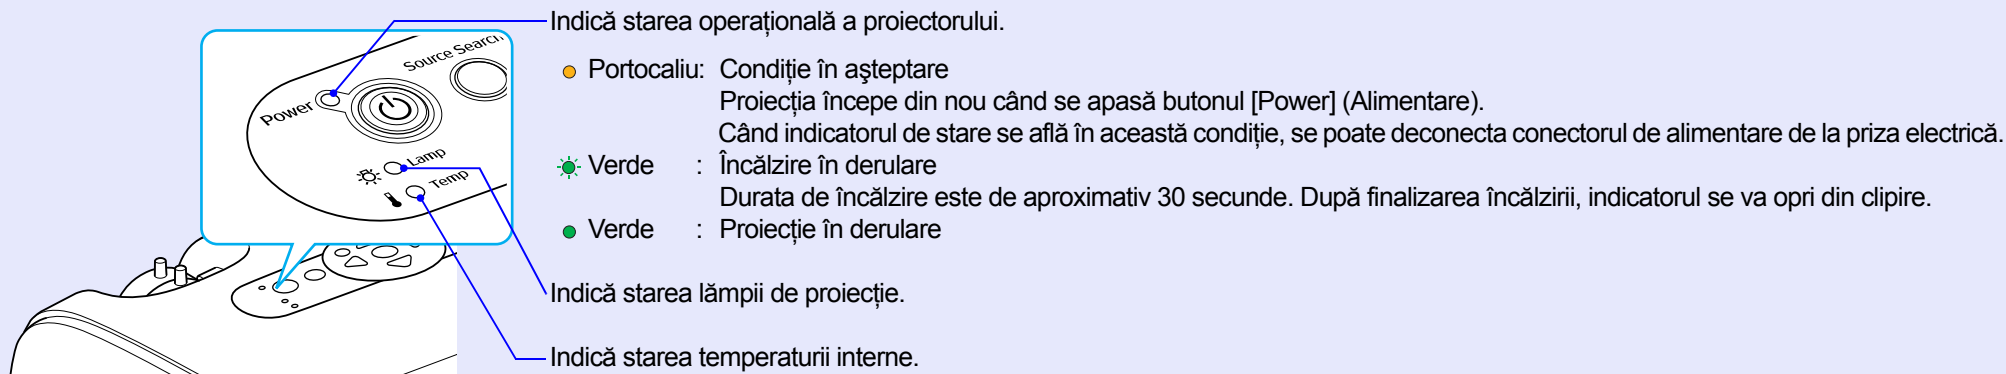 Indică starea operațională a proiectorului.
Source Search
Power
Portocaliu: Condiție în așteptare
Proiecția începe din nou când se apasă butonul [Power] (Alimentare).
Când indicatorul de stare se află în această condiție, se poate deconecta conectorul de alimentare de la priza electrică.
Lamp
Verde : Încălzire în derulare
Temp
Durata de încălzire este de aproximativ 30 secunde. După finalizarea încălzirii, indicatorul se va opri din clipire.
Verde : Proiecție în derulare
Indică starea lămpii de proiecție.
Indică starea temperaturii interne.